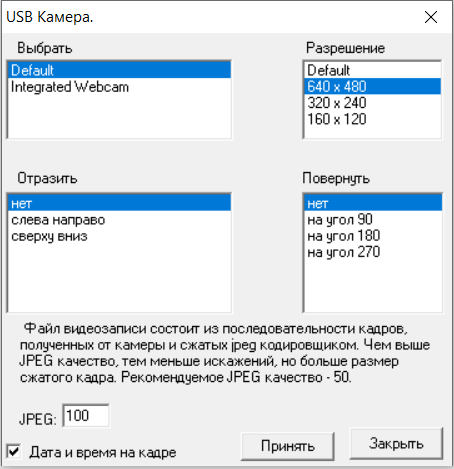 USB Камера.
Выбрать
Разрешение
Default
Integrated Webcam
Default
640 x 480
320 x 240
160 x 120
Отразить
Повернуть
нет
слева направо
сверху вниз
нет
на угол 90
на угол 180
на угол 270
Файл видеозаписи состоит из последовательности кадров,
полученных от камеры и сжатых jpeg кодировщиком. Чем выше
JPEG качество, тем меньше искажений, но больше размер
сжатого кадра. Рекомендуемое JPEG качество - 50.
JPEG: 100
Дата и время на кадре
Принять
Закрыть